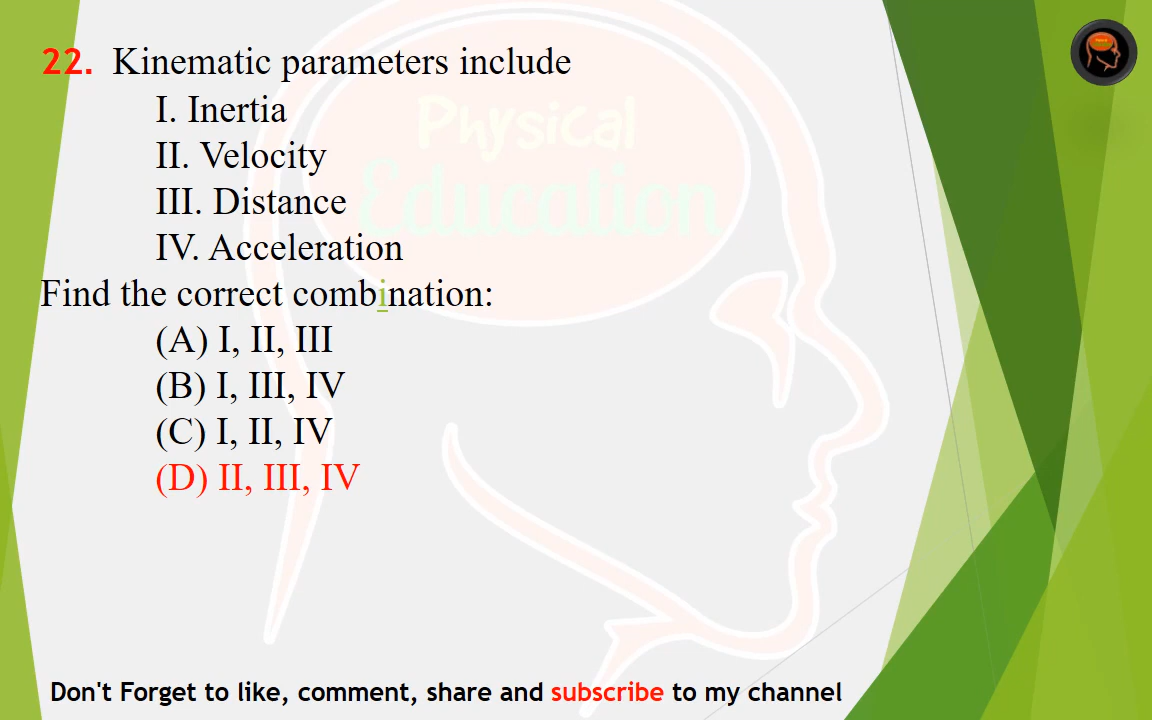 22. Kinematic parameters include
I. Inertia
II. Velocity
III. Distance
IV. Acceleration
Find the correct combination:
(A) I, II, III
(B) I, III, IV
(C) I, II, IV
(D) II, III, IV
Physical
Education
Don't Forget to like, comment, share and subscribe to my channel